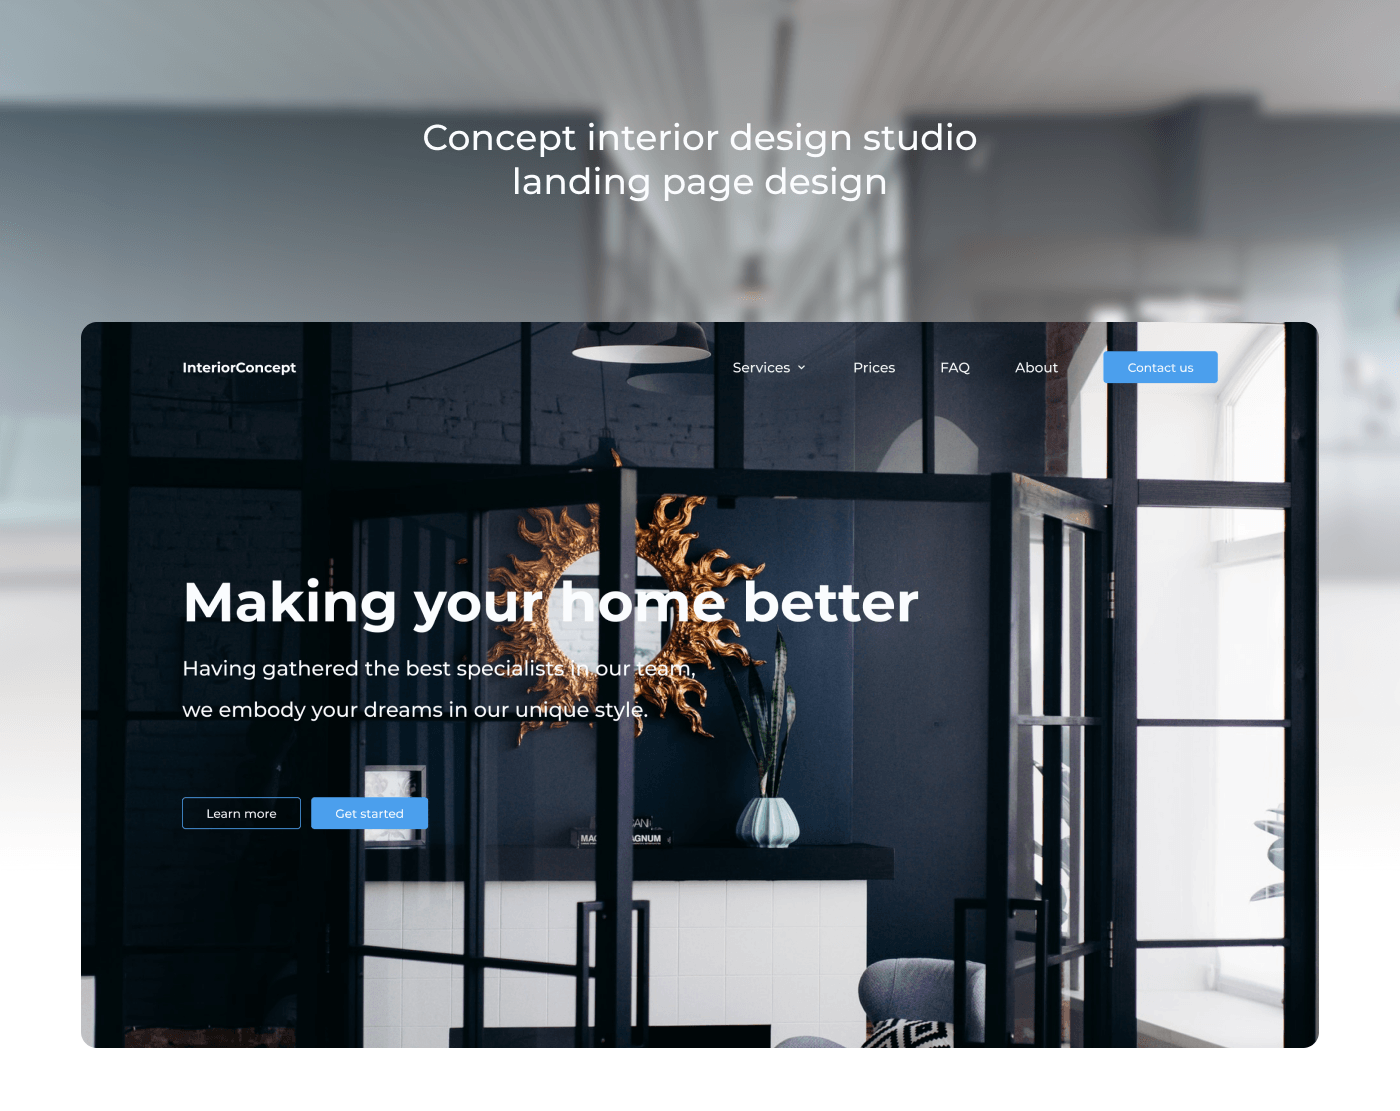 Concept interior design studio
landing page design
InteriorConcept
Services
Prices
FAQ
About
Contact us
Making your home better
Having gathered the best specialists in our team,
we embody your dreams in our unique style.
Learn more
Get started